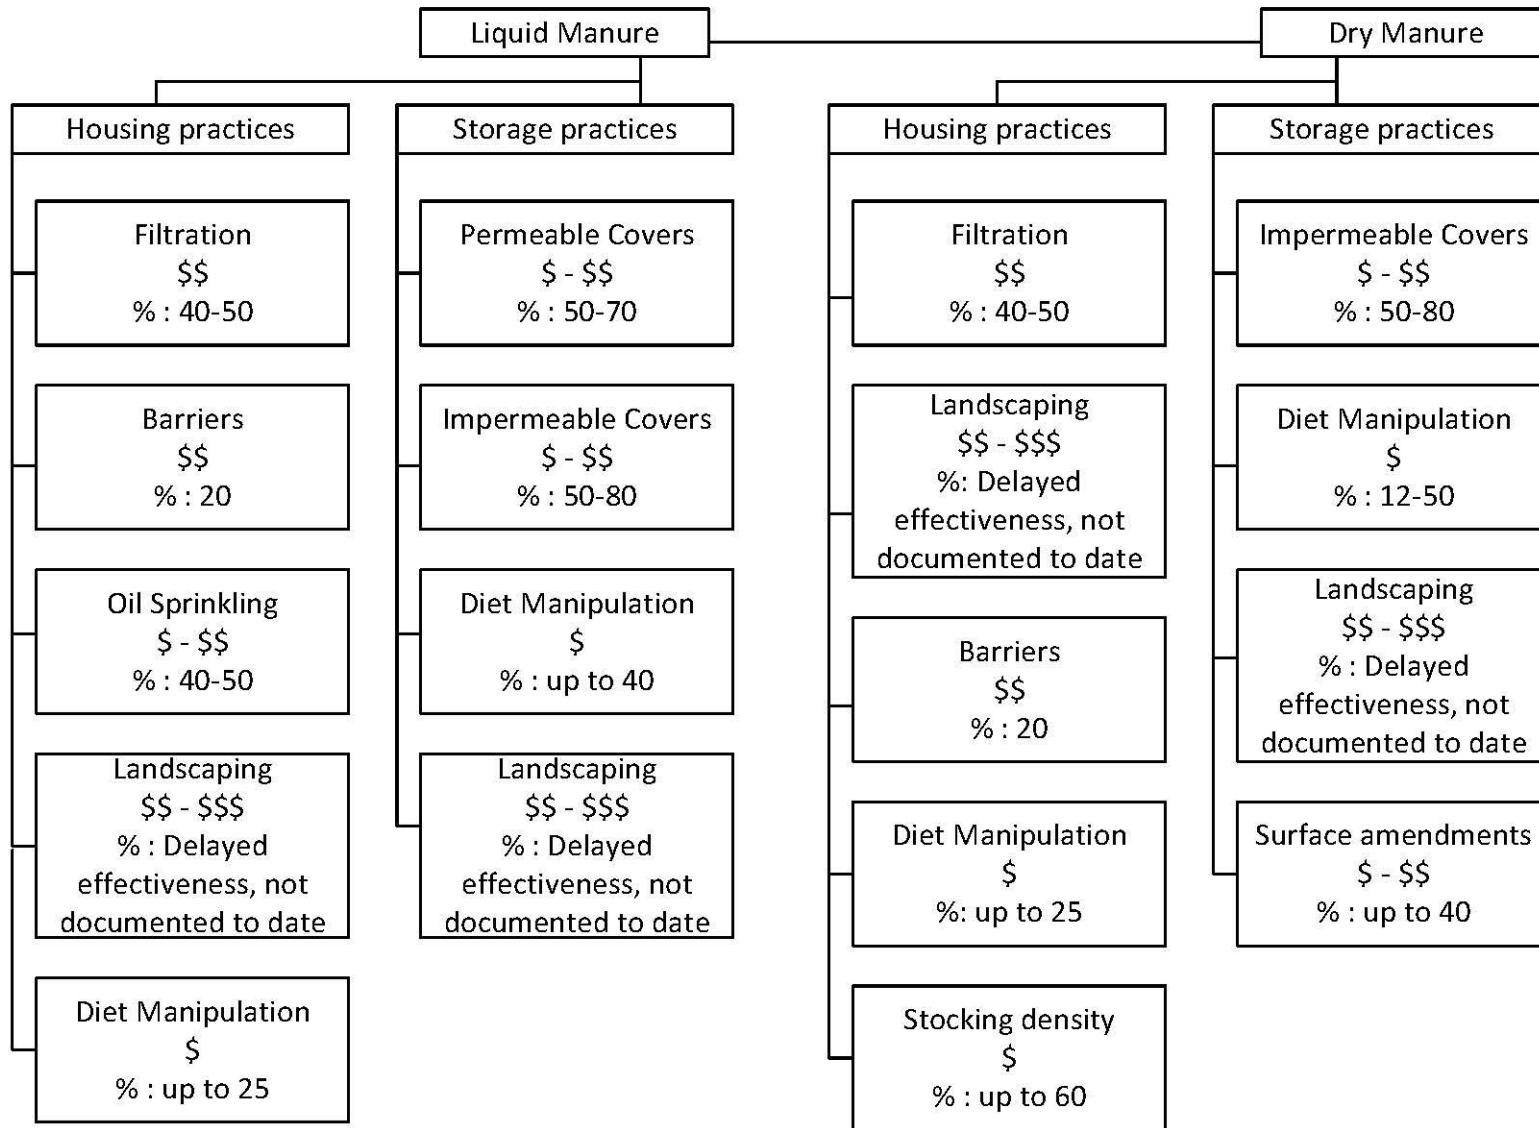 Liquid Manure
Dry Manure
Housing practices
Storage practices
Housing practices
Storage practices
Filtration
$$
% : 40-50
Barriers
$$
% : 20
Oil Sprinkling
$ - $$
% : 40-50
Landscaping
$$ - $$$
% : Delayed
effectiveness, not
documented to date
Diet Manipulation
$
% : up to 25
Permeable Covers
$ - $$
% : 50-70
Impermeable Covers
$ - $$
% : 50-80
Diet Manipulation
$
% : up to 40
Landscaping
$$ - $$$
% : Delayed
effectiveness, not
documented to date
Filtration
$$
% : 40-50
Landscaping
$$ - $$$
%: Delayed
effectiveness, not
documented to date
Barriers
$$
% : 20
Diet Manipulation
$
%: up to 25
Stocking density
$
% : up to 60
Impermeable Covers
$ - $$
% : 50-80
Diet Manipulation
$
% : 12-50
Landscaping
$$ - $$$
% : Delayed
effectiveness, not
documented to date
Surface amendments
$ - $$
% : up to 40